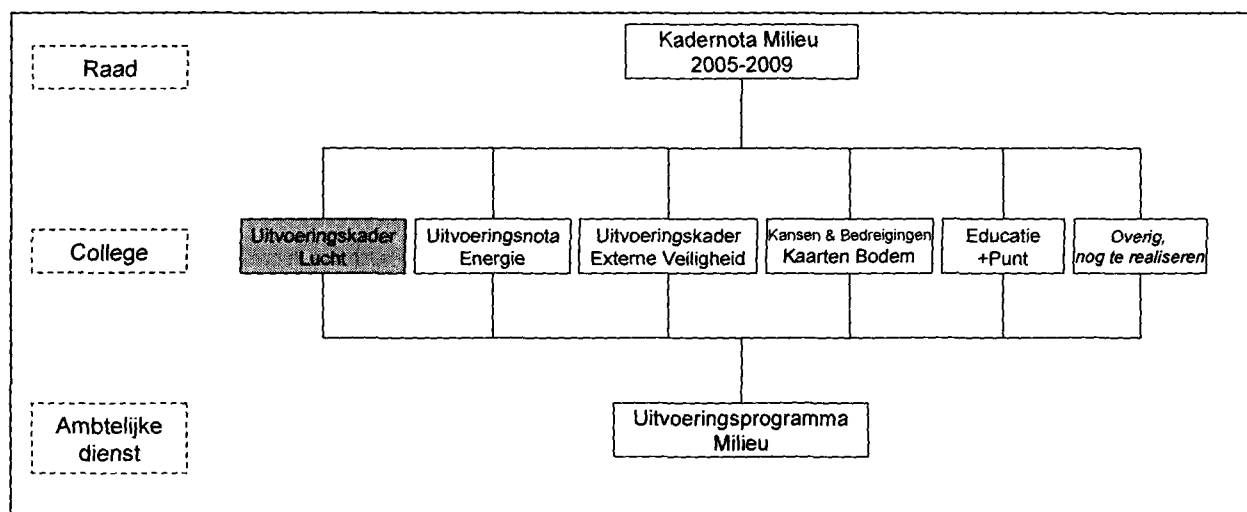 Raad
Kadernota Milieu
2005-2009
College
Uitvoeringskader
Lucht
Uitvoeringsnota
Energie
Uitvoeringskader
Externe Veiligheid
Kansen & Bedreigingen
Kaarten Bodem
Educatie
+Punt
Overig,
nog te realiseren
Ambtelijke
dienst
Uitvoeringsprogramma
Milieu